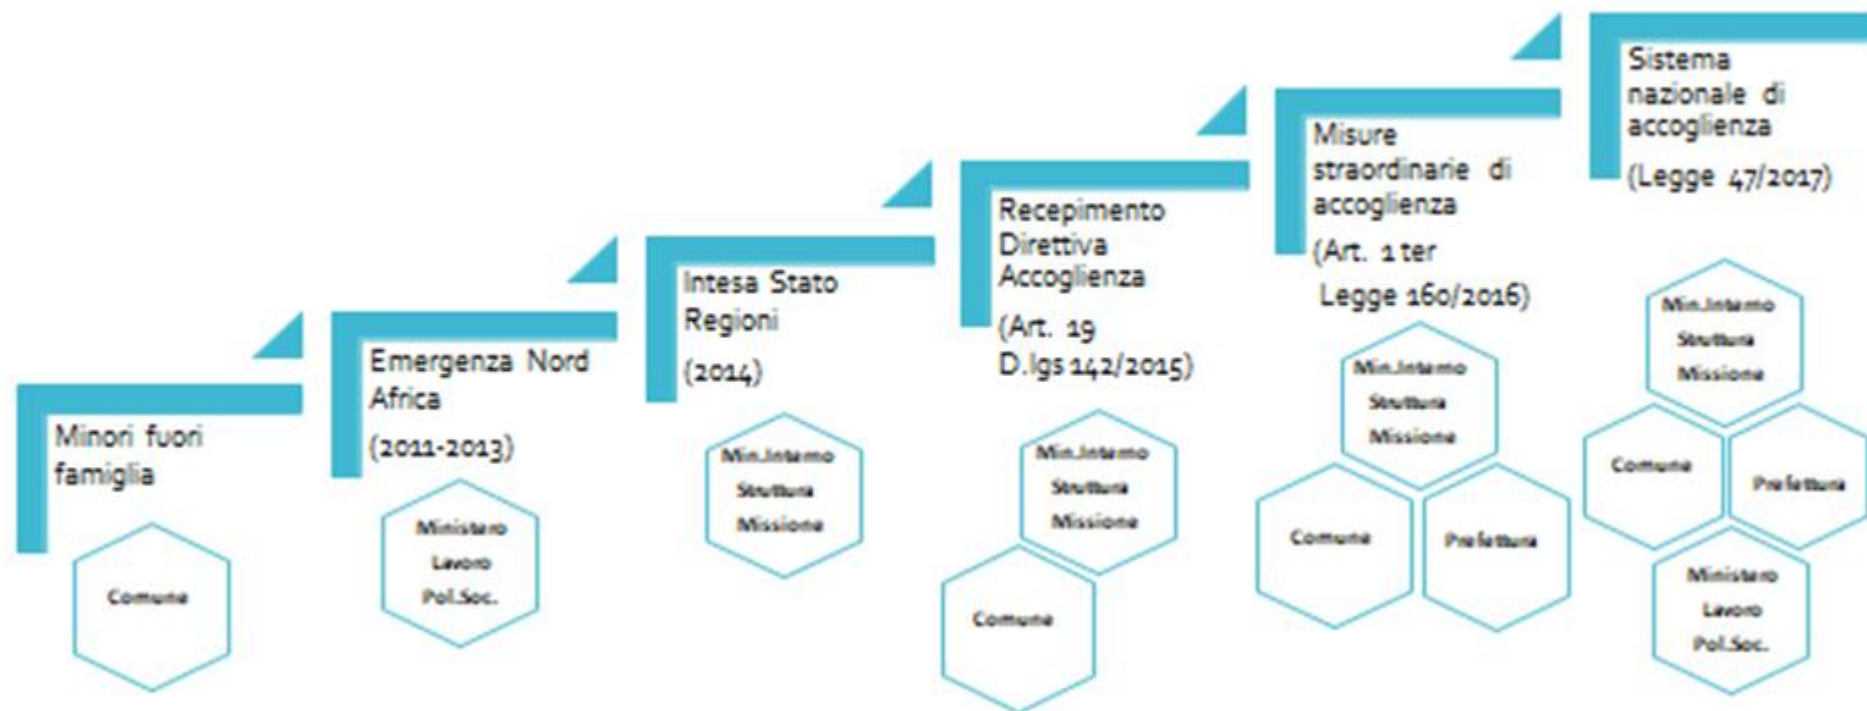 Minori fuori
famiglia
Comune
Emergenza Nord
Africa
(2011-2013)
Ministero
Lavoro
Pol.Soc.
Intesa Stato
Regioni
(2014)
Min.Interno
Struttura
Missione
Recepimento
Direttiva
Accoglienza
(Art. 19
D.lgs 142/2015)
Min.Interno
Struttura
Missione
Comune
Misure
straordinarie di
accoglienza
(Art. 1 ter
Legge 160/2016)
Min.Interno
Struttura
Missione
Comune
Prefettura
Sistema
nazionale di
accoglienza
(Legge 47/2017)
Min.Interno
Struttura
Missione
Comune
Prefettura
Ministero
Lavoro
Pol.Soc.